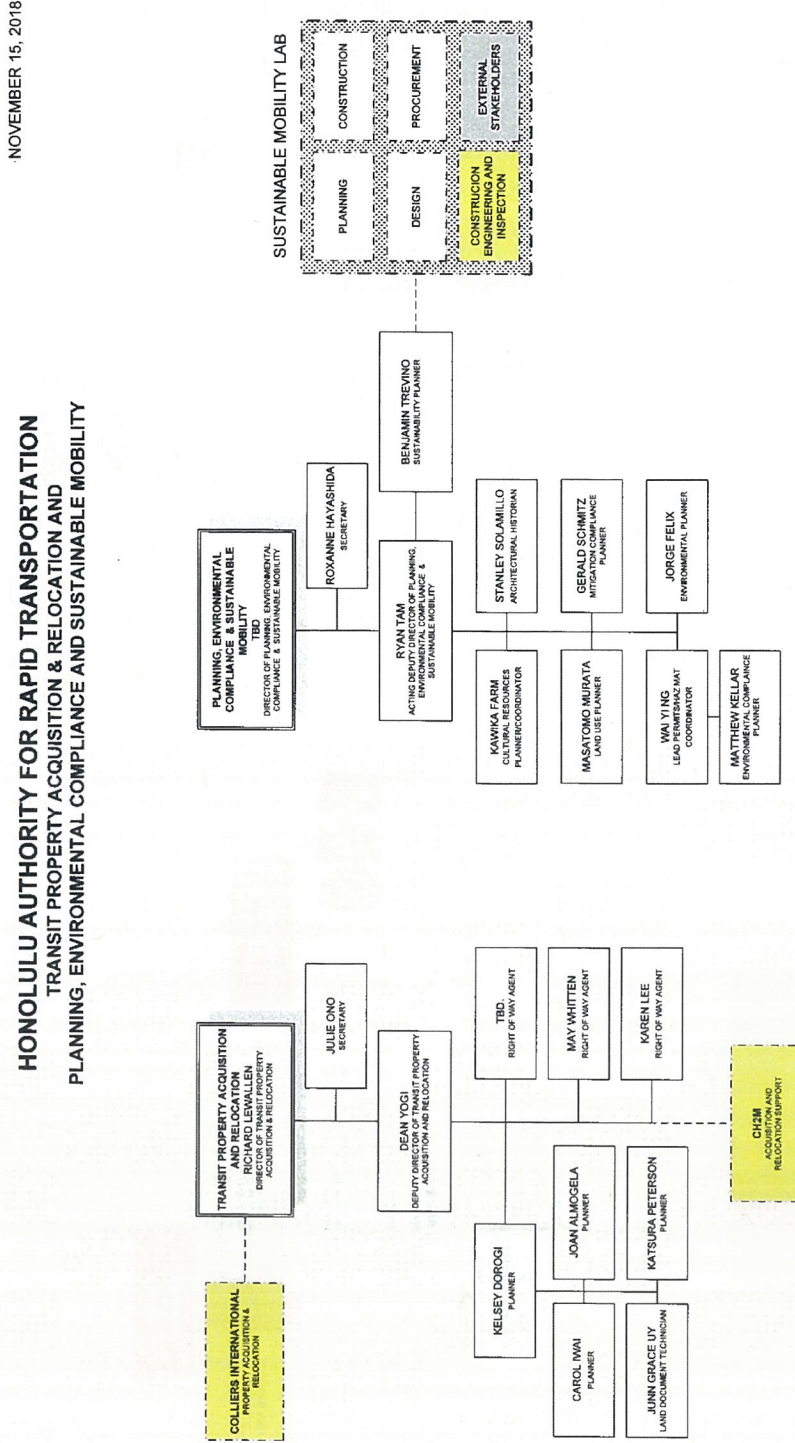 NOVEMBER 15, 2018
HONOLULU AUTHORITY FOR RAPID TRANSPORTATION
TRANSIT PROPERTY ACQUISITION & RELOCATION AND
PLANNING, ENVIRONMENTAL COMPLIANCE AND SUSTAINABLE MOBILITY
COLLIERS INTERNATIONAL
PROPERTY ACQUISITION &
RELOCATION
TRANSIT PROPERTY ACQUISITION
AND RELOCATION
RICHARD LEWALLEN
DIRECTOR OF TRANSIT PROPERTY
ACQUISITION & RELOCATION
JULIE ONO
SECRETARY
DEAN YOGI
DEPUTY DIRECTOR OF TRANSIT PROPERTY
ACQUISITION AND RELOCATION
KELSEY DOROGI
PLANNER
TBD.
RIGHT OF WAY AGENT
CAROL IWAI
PLANNER
JOAN ALMOGELA
PLANNER
MAY WHITTEN
RIGHT OF WAY AGENT
JUNN GRACE UY
LAND DOCUMENT TECHNICIAN
KATSURA PETERSON
PLANNER
KAREN LEE
RIGHT OF WAY AGENT
CH2M
ACQUISITION AND
RELOCATION SUPPORT
PLANNING, ENVIRONMENTAL
COMPLIANCE & SUSTAINABLE
MOBILITY
TBD
DIRECTOR OF PLANNING, ENVIRONMENTAL
COMPLIANCE & SUSTAINABLE MOBILITY
ROXANNE HAYASHIDA
SECRETARY
RYAN TAM
ACTING DEPUTY DIRECTOR OF PLANNING,
ENVIRONMENTAL COMPLIANCE &
SUSTAINABLE MOBILITY
BENJAMIN TREVINO
SUSTAINABILITY PLANNER
KAWIKA FARM
CULTURAL RESOURCES
PLANNER/COORDINATOR
STANLEY SOLAMILLO
ARCHITECTURAL HISTORIAN
MASATOMO MURATA
LAND USE PLANNER
GERALD SCHMITZ
MITIGATION COMPLIANCE
PLANNER
WAI YI NG
LEAD PERMITS/HAZ MAT
COORDINATOR
JORGE FELIX
ENVIRONMENTAL PLANNER
MATTHEW KELLAR
ENVIRONMENTAL COMPLAINCE
PLANNER
SUSTAINABLE MOBILITY LAB
PLANNING
CONSTRUCTION
DESIGN
PROCUREMENT
CONSTRUCION
ENGINEERING AND
INSPECTION
EXTERNAL
STAKEHOLDERS